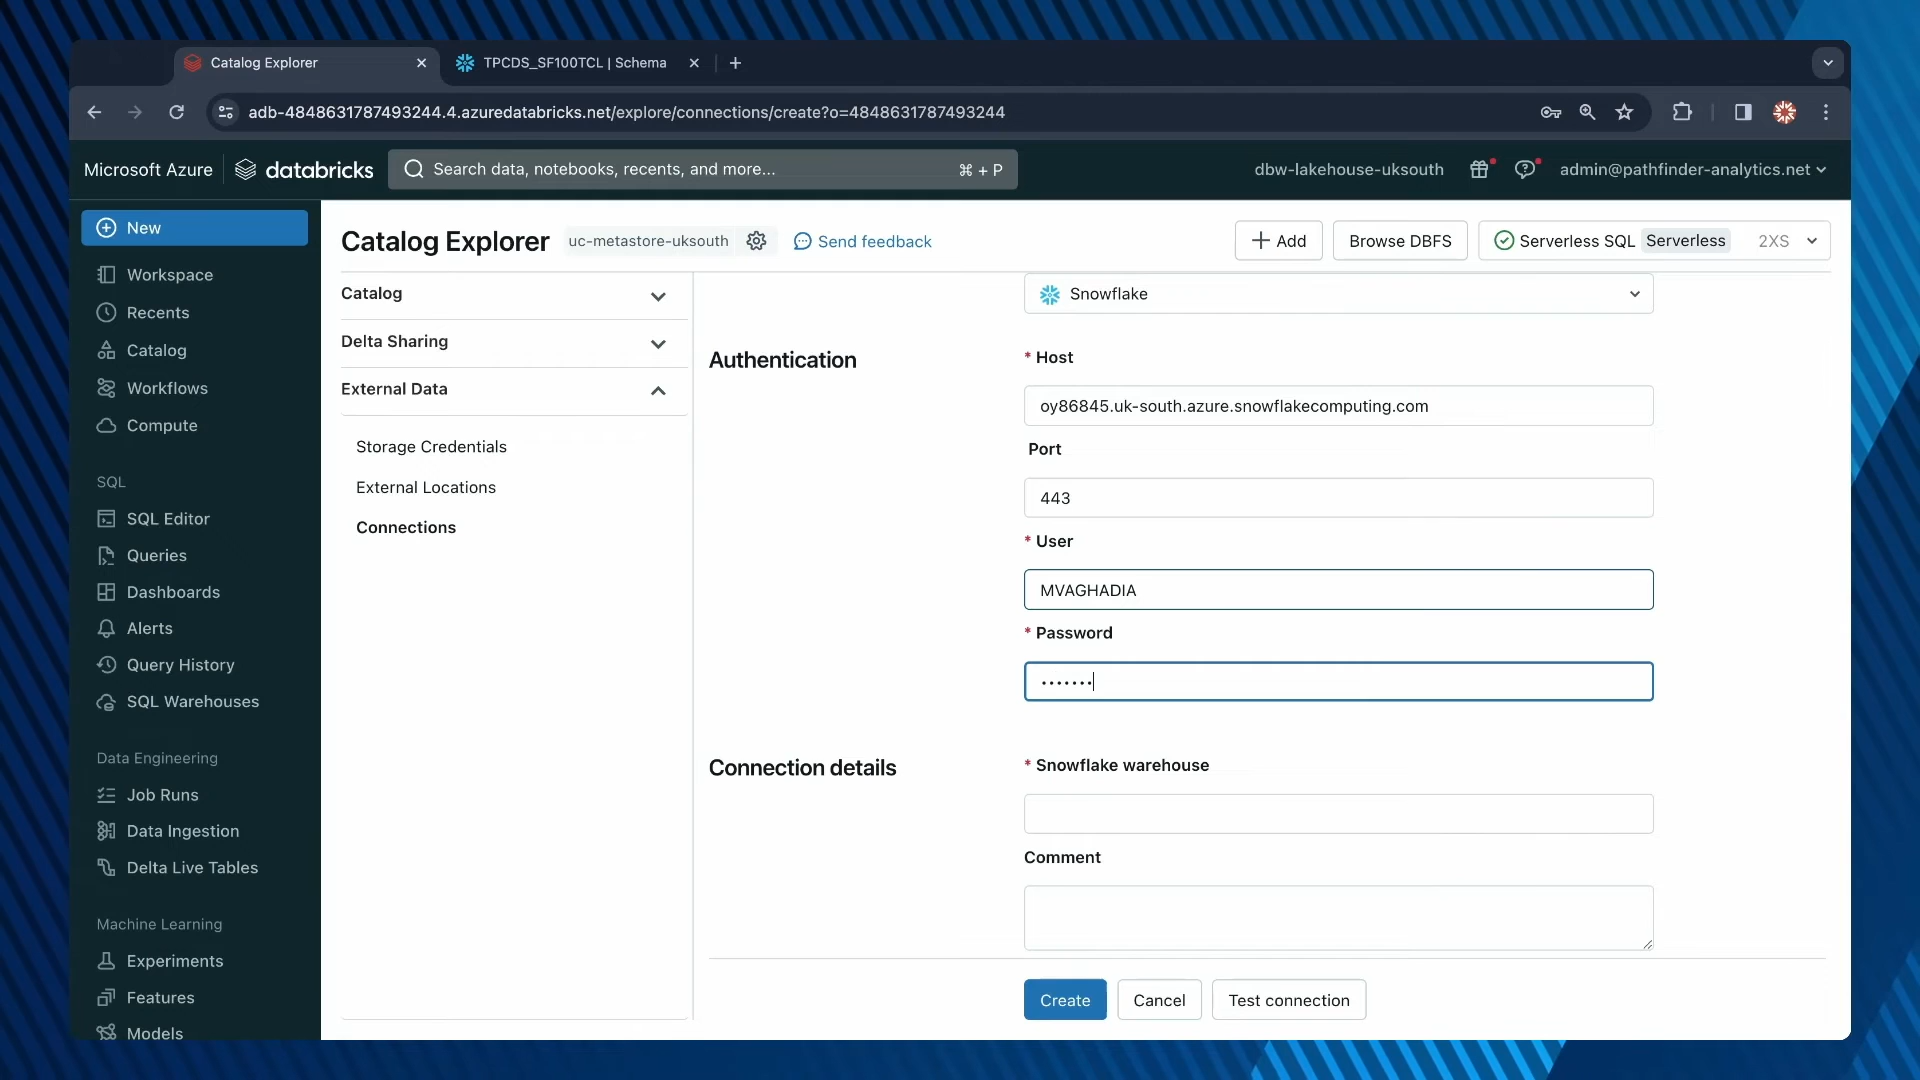 Catalog Explorer
TPCDS_SF100TCL | Schema
adb-4848631787493244.4.azuredatabricks.net/explore/connections/create?o=4848631787493244
Microsoft Azure
databricks
Search data, notebooks, recents, and more...
⌘ + P
dbw-lakehouse-uksouth
admin@pathfinder-analytics.net
New
Workspace
Recents
Catalog
Workflows
Compute
SQL
SQL Editor
Queries
Dashboards
Alerts
Query History
SQL Warehouses
Data Engineering
Job Runs
Data Ingestion
Delta Live Tables
Machine Learning
Experiments
Features
Models
Catalog Explorer
uc-metastore-uksouth
Send feedback
Add
Browse DBFS
Serverless SQL Serverless 2XS
Catalog
Delta Sharing
External Data
Storage Credentials
External Locations
Connections
Snowflake
Authentication
* Host
oy86845.uk-south.azure.snowflakecomputing.com
Port
443
* User
MVAGHADIA
* Password
•••••••
Connection details
* Snowflake warehouse
Comment
Create
Cancel
Test connection